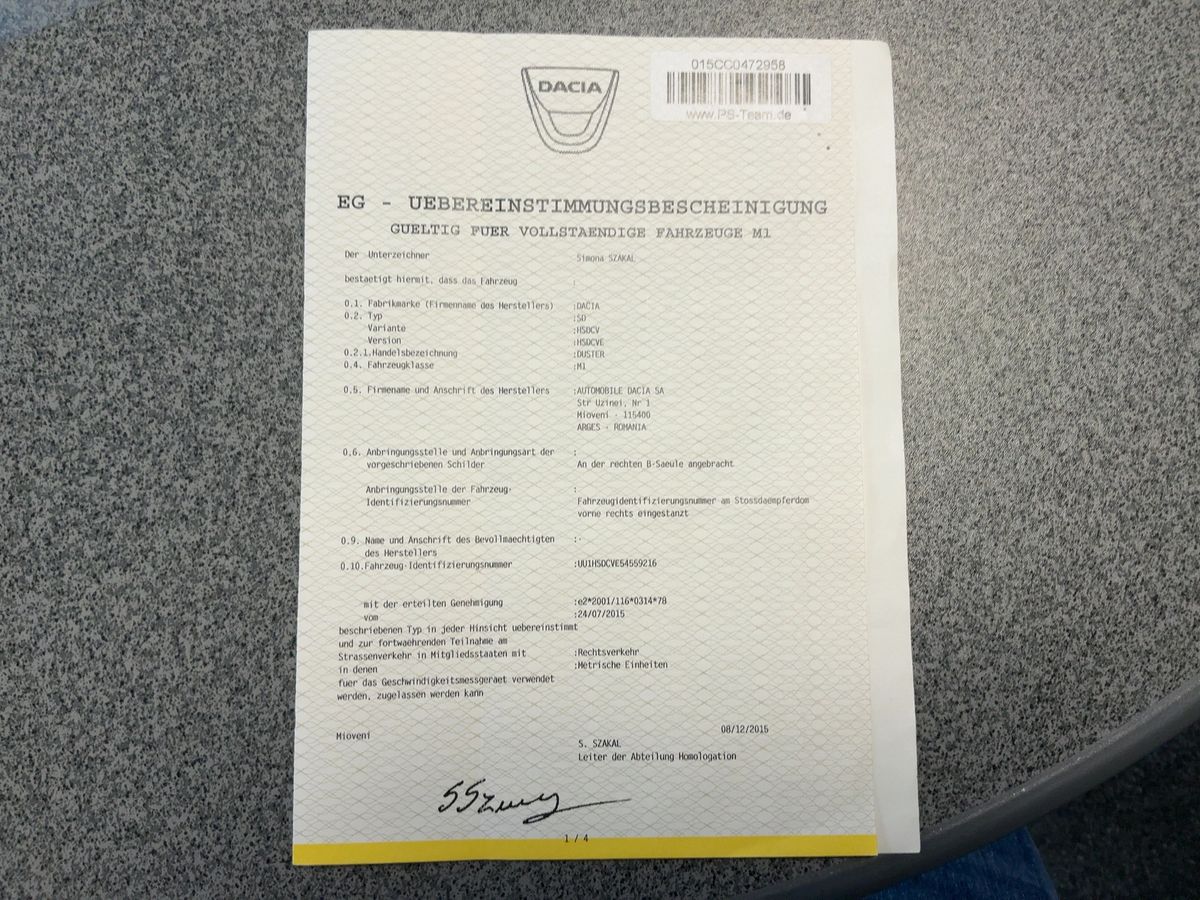 015CC0472958
www.PS-Team.de
DACIA
EG - UEBEREINSTIMMUNGSBESCHEINIGUNG
GUELTIG FUER VOLLSTAENDIGE FAHRZEUGE M1
Der Unterzeichner Simona SZAKAL
bestaetigt hiermit, dass das Fahrzeug :
0.1. Fabrikmarke (Firmenname des Herstellers) :DACIA
0.2. Typ :SD
Variante :HSDCV
Version :HSDCVE
0.2.1.Handelsbezeichnung :DUSTER
0.4. Fahrzeugklasse :M1
0.5. Firmename und Anschrift des Herstellers :AUTOMOBILE DACIA SA
Str Uzinei, Nr 1
Mioveni - 115400
ARGES - ROMANIA
0.6. Anbringungsstelle und Anbringungsart der :
vorgeschriebenen Schilder An der rechten B-Saeule angebracht
Anbringungsstelle der Fahrzeug- :
Identifizierungsnummer Fahrzeugidentifizierungsnummer am Stossdaempferdom
vorne rechts eingestanzt
0.9. Name und Anschrift des Bevollmaechtigten :-
des Herstellers
0.10.Fahrzeug-Identifizierungsnummer :UU1HSDCVE54559216
mit der erteilten Genehmigung :e2*2001/116*0314*78
vom :24/07/2015
beschriebenen Typ in jeder Hinsicht uebereinstimmt
und zur fortwaehrenden Teilnahme am
Strassenverkehr in Mitgliedsstaaten mit :Rechtsverkehr
in denen :Metrische Einheiten
fuer das Geschwindigkeitsmessgeraet verwendet
werden, zugelassen werden kann
08/12/2015
Mioveni
S. SZAKAL
Leiter der Abteilung Homologation
1 / 4